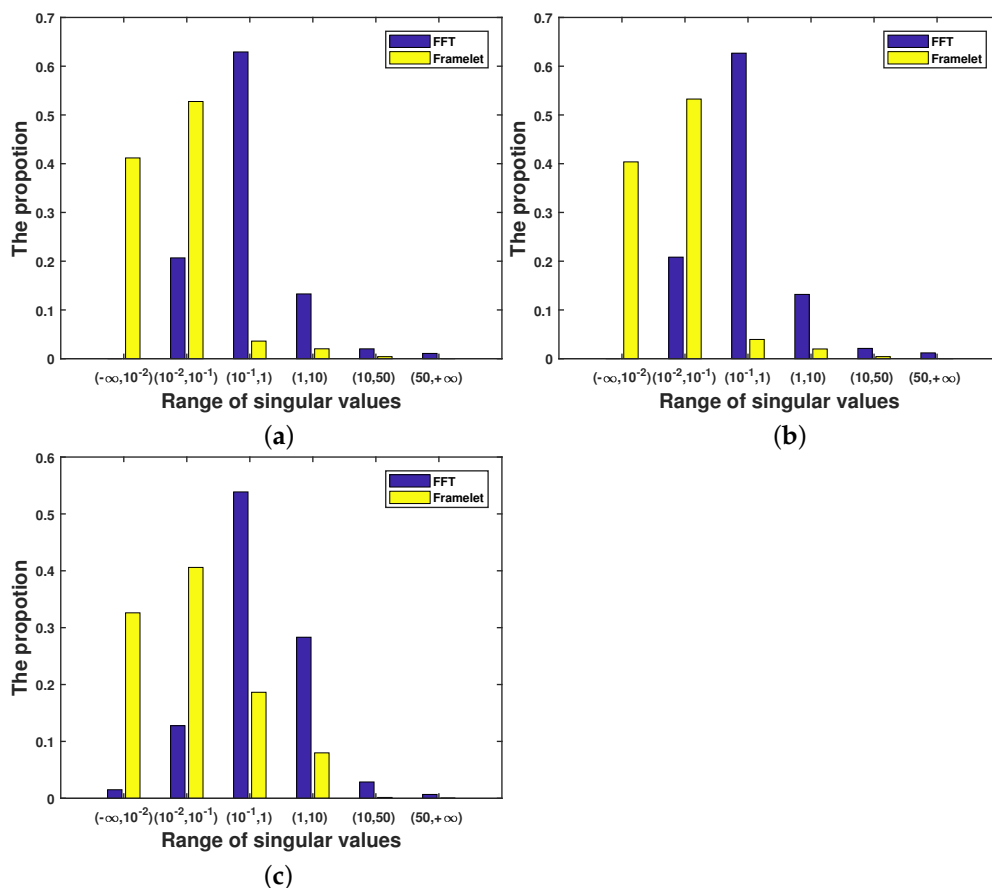 0.7
0.6
0.5
0.4
0.3
0.2
0.1
0
The propotion
FFT
Framelet
(-∞,10⁻²) (10⁻²,10⁻¹) (10⁻¹,1) (1,10) (10,50) (50,+∞)
Range of singular values
(a)
0.7
0.6
0.5
0.4
0.3
0.2
0.1
0
The propotion
FFT
Framelet
(-∞,10⁻²) (10⁻²,10⁻¹) (10⁻¹,1) (1,10) (10,50) (50,+∞)
Range of singular values
(b)
0.6
0.5
0.4
0.3
0.2
0.1
0
The propotion
FFT
Framelet
(-∞,10⁻²) (10⁻²,10⁻¹) (10⁻¹,1) (1,10) (10,50) (50,+∞)
Range of singular values
(c)